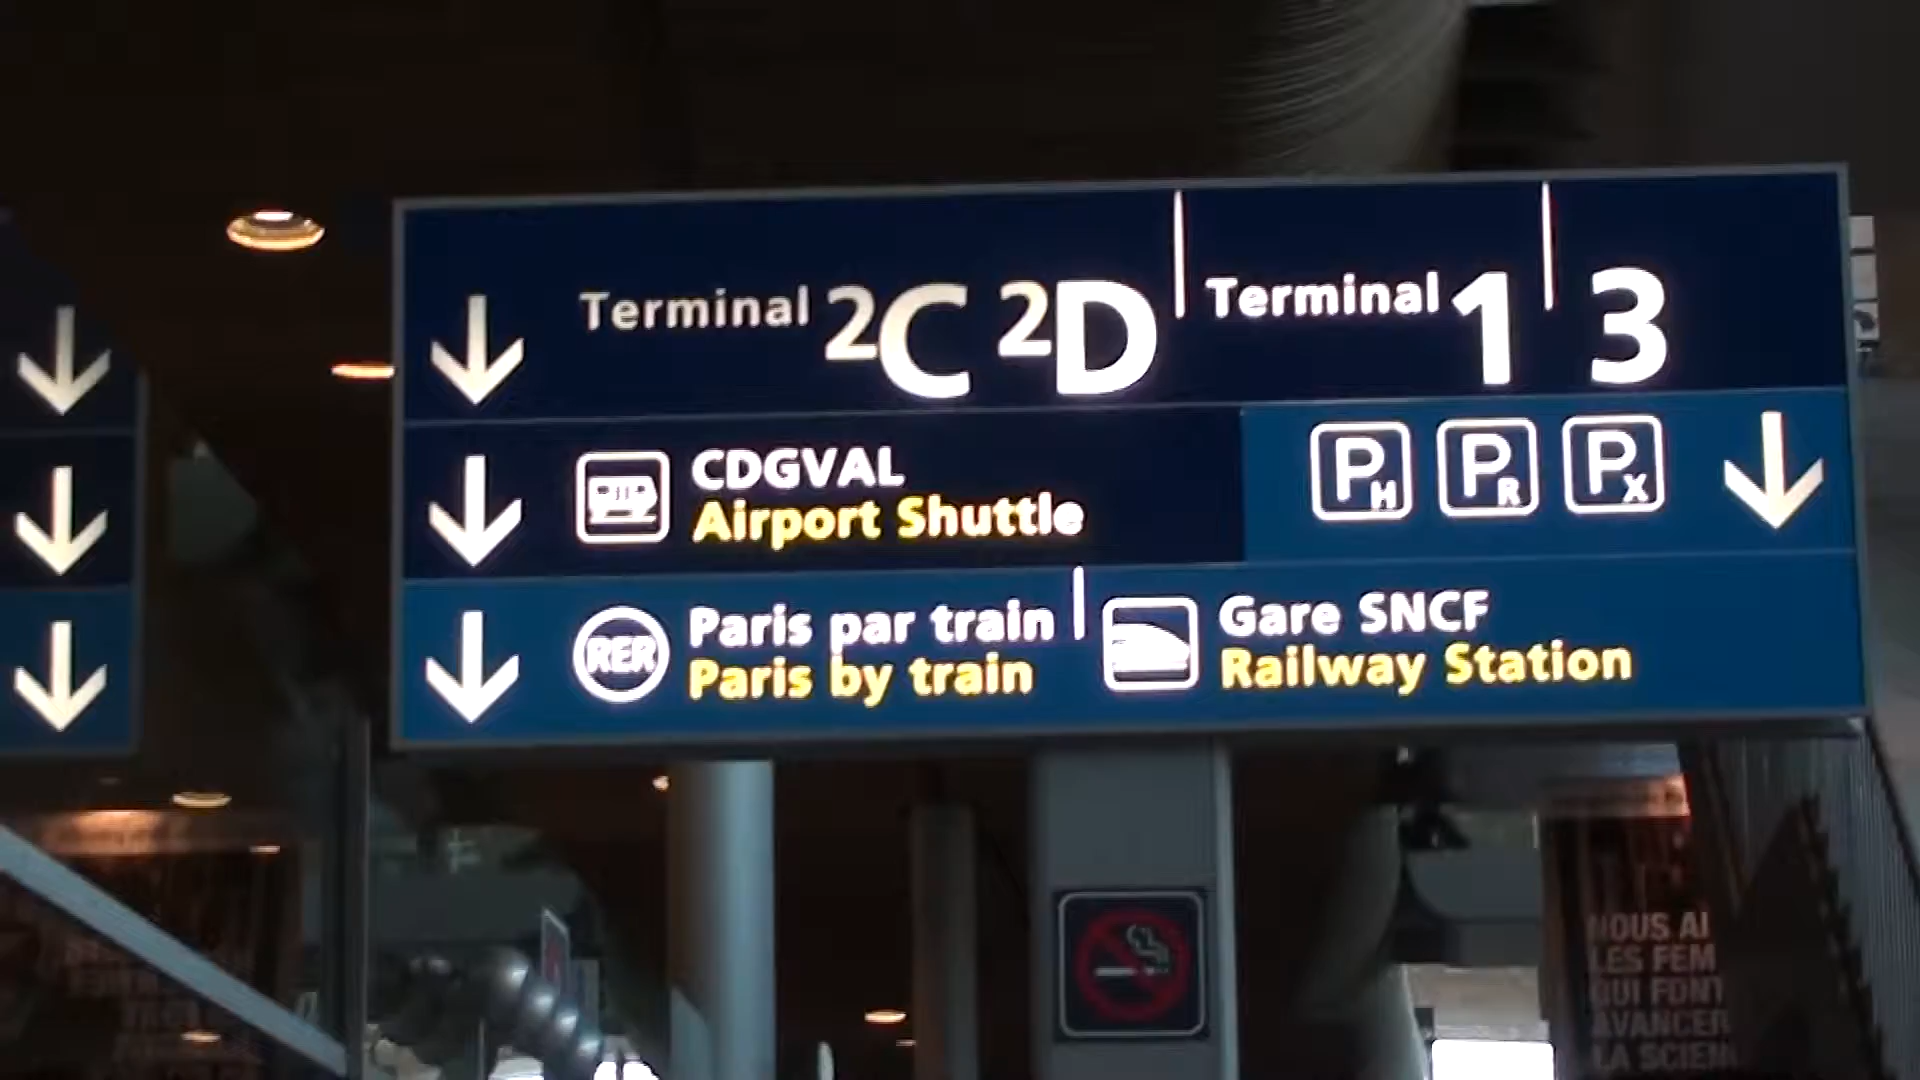 Terminal 2C 2D Terminal 1 3
CDGVAL
Airport Shuttle
PH PR PX
RER
Paris par train
Paris by train
Gare SNCF
Railway Station
NOUS AI
LES FEM
QUI FONT
AVANCER
LA SCIEN